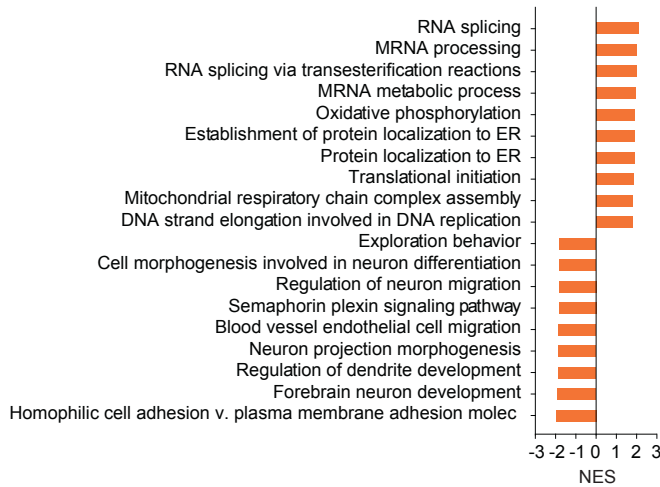 RNA splicing
MRNA processing
RNA splicing via transesterification reactions
MRNA metabolic process
Oxidative phosphorylation
Establishment of protein localization to ER
Protein localization to ER
Translational initiation
Mitochondrial respiratory chain complex assembly
DNA strand elongation involved in DNA replication
Exploration behavior
Cell morphogenesis involved in neuron differentiation
Regulation of neuron migration
Semaphorin plexin signaling pathway
Blood vessel endothelial cell migration
Neuron projection morphogenesis
Regulation of dendrite development
Forebrain neuron development
Homophilic cell adhesion v. plasma membrane adhesion molec
-3 -2 -1 0 1 2 3
NES